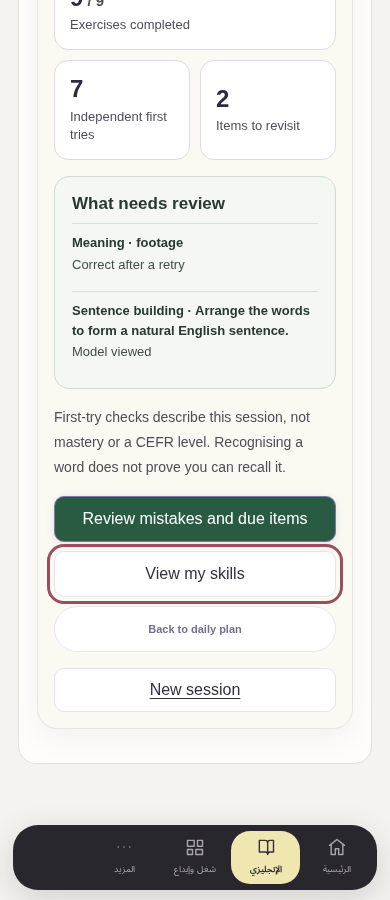 9 / 9
Exercises completed
7
Independent first
tries
2
Items to revisit
What needs review
Meaning · footage
Correct after a retry
Sentence building · Arrange the words
to form a natural English sentence.
Model viewed
First-try checks describe this session, not
mastery or a CEFR level. Recognising a
word does not prove you can recall it.
Review mistakes and due items
View my skills
Back to daily plan
New session
الرئيسية
الإنجليزي
شغل وإبداع
المزيد